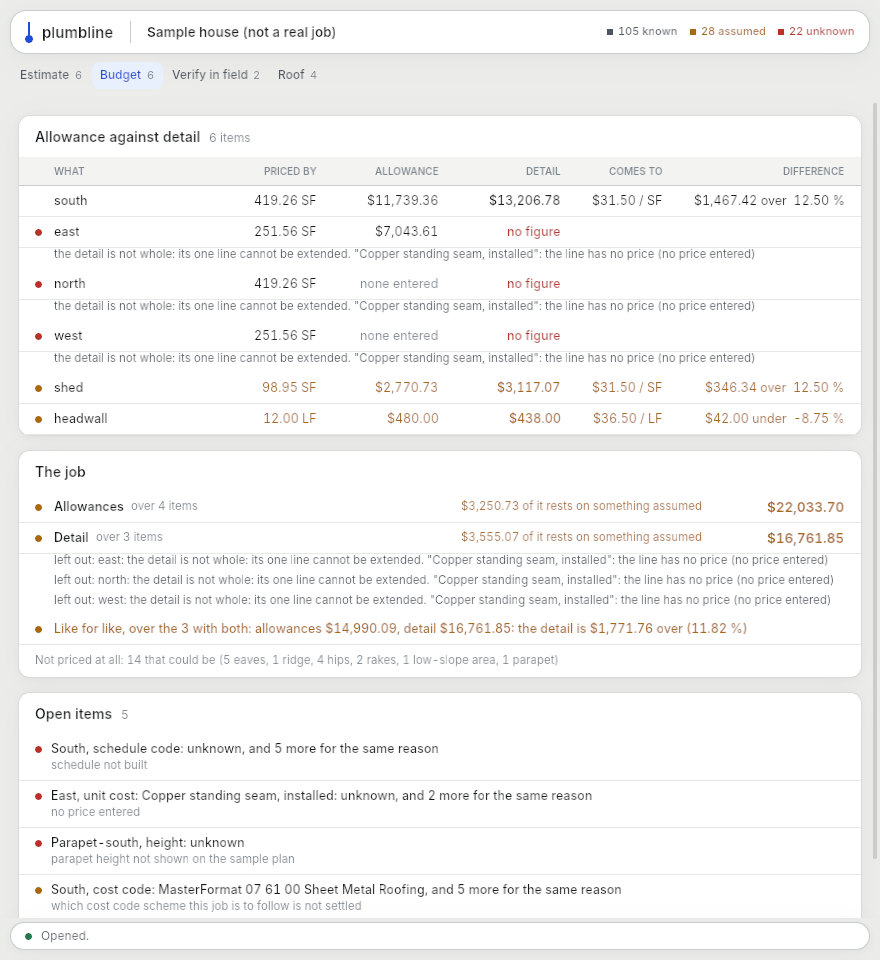 plumbline Sample house (not a real job) 105 known 28 assumed 22 unknown
Estimate 6 Budget 6 Verify in field 2 Roof 4
Allowance against detail 6 items
WHAT PRICED BY ALLOWANCE DETAIL COMES TO DIFFERENCE
south 419.26 SF $11,739.36 $13,206.78 $31.50 / SF $1,467.42 over 12.50 %
east 251.56 SF $7,043.61 no figure
the detail is not whole: its one line cannot be extended. "Copper standing seam, installed": the line has no price (no price entered)
north 419.26 SF none entered no figure
the detail is not whole: its one line cannot be extended. "Copper standing seam, installed": the line has no price (no price entered)
west 251.56 SF none entered no figure
the detail is not whole: its one line cannot be extended. "Copper standing seam, installed": the line has no price (no price entered)
shed 98.95 SF $2,770.73 $3,117.07 $31.50 / SF $346.34 over 12.50 %
headwall 12.00 LF $480.00 $438.00 $36.50 / LF $42.00 under -8.75 %
The job
Allowances over 4 items $3,250.73 of it rests on something assumed $22,033.70
Detail over 3 items $3,555.07 of it rests on something assumed $16,761.85
left out: east: the detail is not whole: its one line cannot be extended. "Copper standing seam, installed": the line has no price (no price entered)
left out: north: the detail is not whole: its one line cannot be extended. "Copper standing seam, installed": the line has no price (no price entered)
left out: west: the detail is not whole: its one line cannot be extended. "Copper standing seam, installed": the line has no price (no price entered)
Like for like, over the 3 with both: allowances $14,990.09, detail $16,761.85: the detail is $1,771.76 over (11.82 %)
Not priced at all: 14 that could be (5 eaves, 1 ridge, 4 hips, 2 rakes, 1 low-slope area, 1 parapet)
Open items 5
South, schedule code: unknown, and 5 more for the same reason
schedule not built
East, unit cost: Copper standing seam, installed: unknown, and 2 more for the same reason
no price entered
Parapet-south, height: unknown
parapet height not shown on the sample plan
South, cost code: MasterFormat 07 61 00 Sheet Metal Roofing, and 5 more for the same reason
which cost code scheme this job is to follow is not settled
Opened.